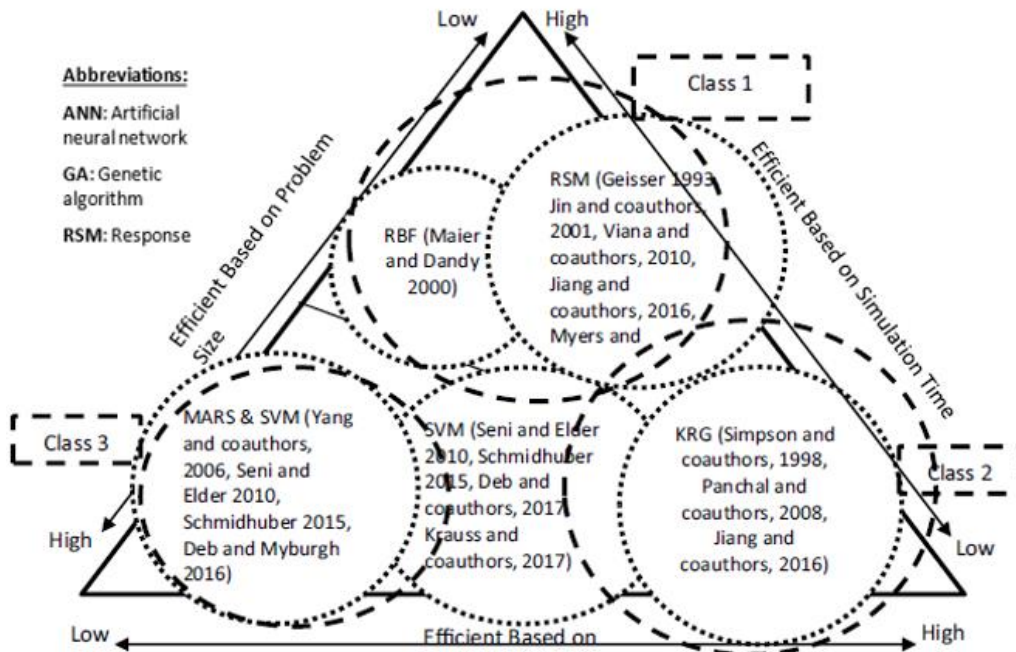 Low
High
Abbreviations:
ANN: Artificial
neural network
GA: Genetic
algorithm
RSM: Response
Class 1
Efficient Based on Problem
Size
Efficient Based on Simulation Time
RBF (Maier
and Dandy
2000)
RSM (Geisser 1993
Jin and coauthors,
2001, Viana and
coauthors, 2010,
Jiang and
coauthors, 2016,
Myers and
Class 3
MARS & SVM (Yang
and coauthors,
2006, Seni and
Elder 2010,
Schmidhuber 2015,
Deb and Myburgh
2016)
SVM (Seni and Elder
2010, Schmidhuber
2015, Deb and
coauthors, 2017
Krauss and
coauthors, 2017)
KRG (Simpson and
coauthors, 1998,
Panchal and
coauthors, 2008,
Jiang and
coauthors, 2016)
Class 2
High
Low
Low
Efficient Based on
High